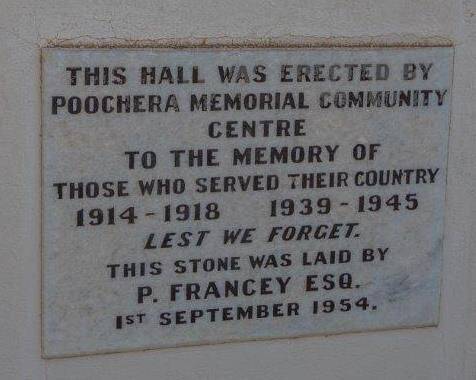 THIS HALL WAS ERECTED BY
POOCHERA MEMORIAL COMMUNITY
CENTRE
TO THE MEMORY OF
THOSE WHO SERVED THEIR COUNTRY
1914 - 1918 1939 - 1945
LEST WE FORGET.
THIS STONE WAS LAID BY
P. FRANCEY ESQ.
1ST SEPTEMBER 1954.